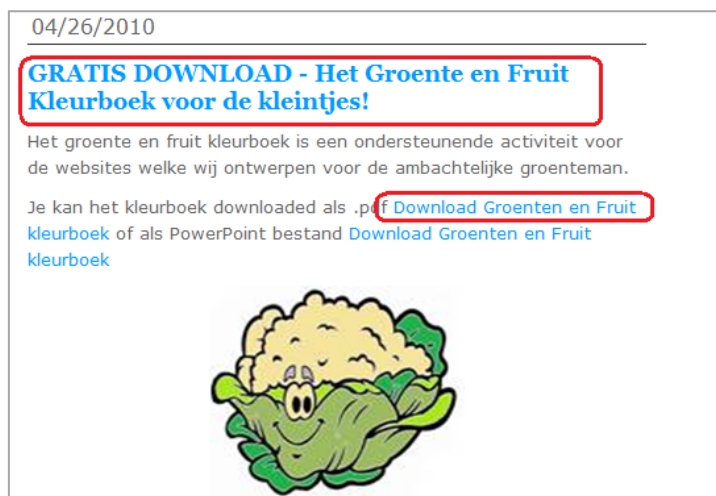 04/26/2010
GRATIS DOWNLOAD - Het Groente en Fruit
Kleurboek voor de kleintjes!
Het groente en fruit kleurboek is een ondersteunende activiteit voor
de websites welke wij ontwerpen voor de ambachtelijke groenteman.
Je kan het kleurboek downloaded als .pdf Download Groenten en Fruit
kleurboek of als PowerPoint bestand Download Groenten en Fruit
kleurboek